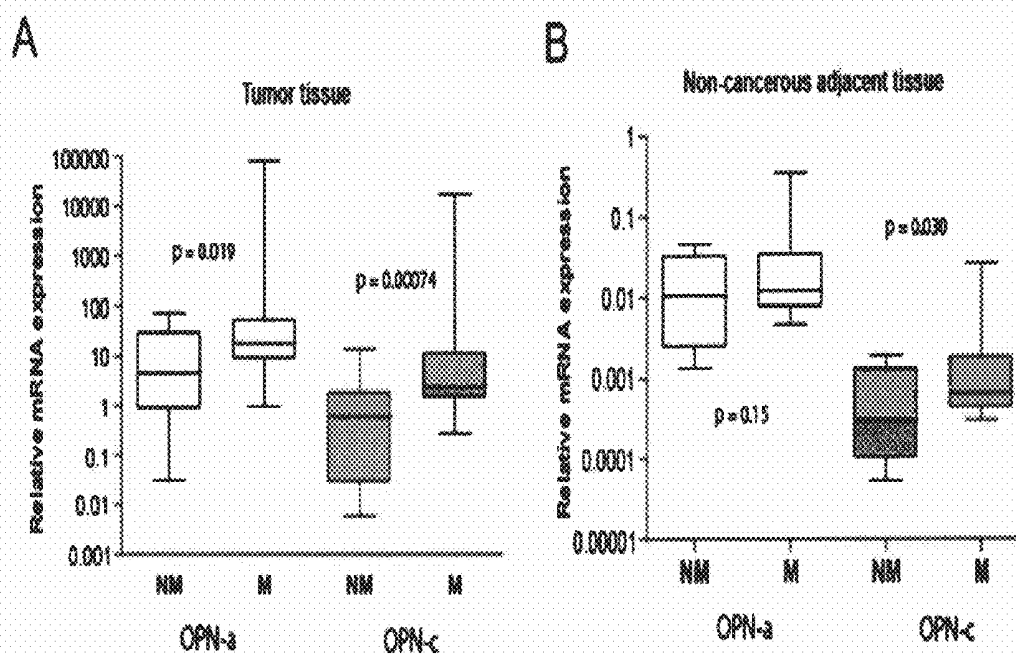 A
Tumor tissue
Relative mRNA expression
100000
10000
1000
100
10
1
0.1
0.01
0.001
p = 0.019
p = 0.00074
NM
M
NM
M
OPN-a
OPN-c
B
Non-cancerous adjacent tissue
Relative mRNA expression
1
0.1
0.01
0.001
0.0001
0.00001
p = 0.15
p = 0.030
NM
M
NM
M
OPN-a
OPN-c